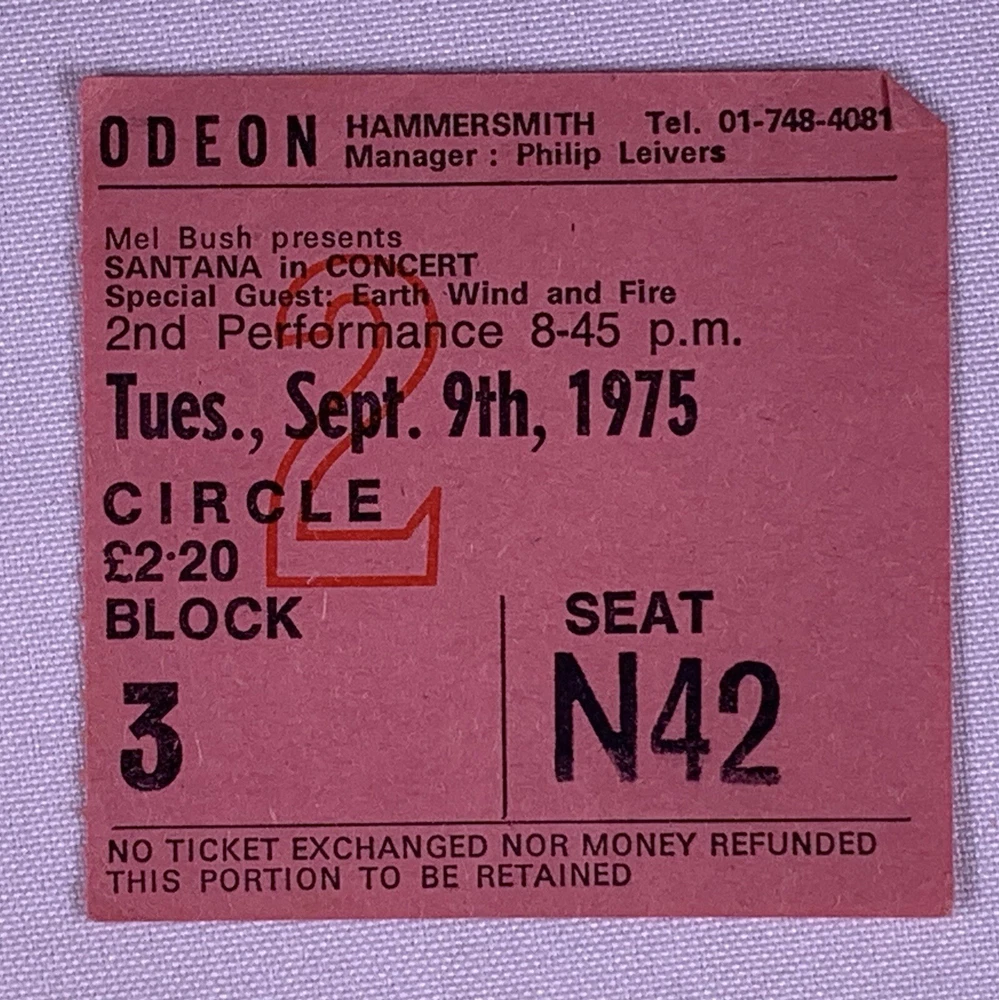 ODEON HAMMERSMITH Tel. 01-748-4081
Manager : Philip Leivers
Mel Bush presents
SANTANA in CONCERT
Special Guest: Earth Wind and Fire
2nd Performance 8-45 p.m.
Tues., Sept. 9th, 1975
2
CIRCLE
£2·20
BLOCK SEAT
3 N42
NO TICKET EXCHANGED NOR MONEY REFUNDED
THIS PORTION TO BE RETAINED